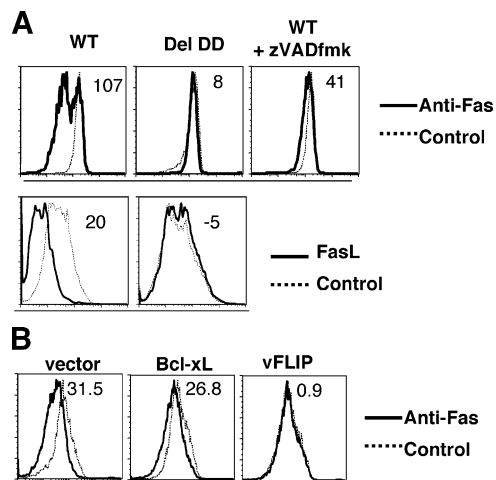 A
WT
Del DD
WT
+ zVADfmk
107
8
41
Anti-Fas
Control
20
-5
FasL
Control
B
vector
Bcl-xL
vFLIP
31.5
26.8
0.9
Anti-Fas
Control